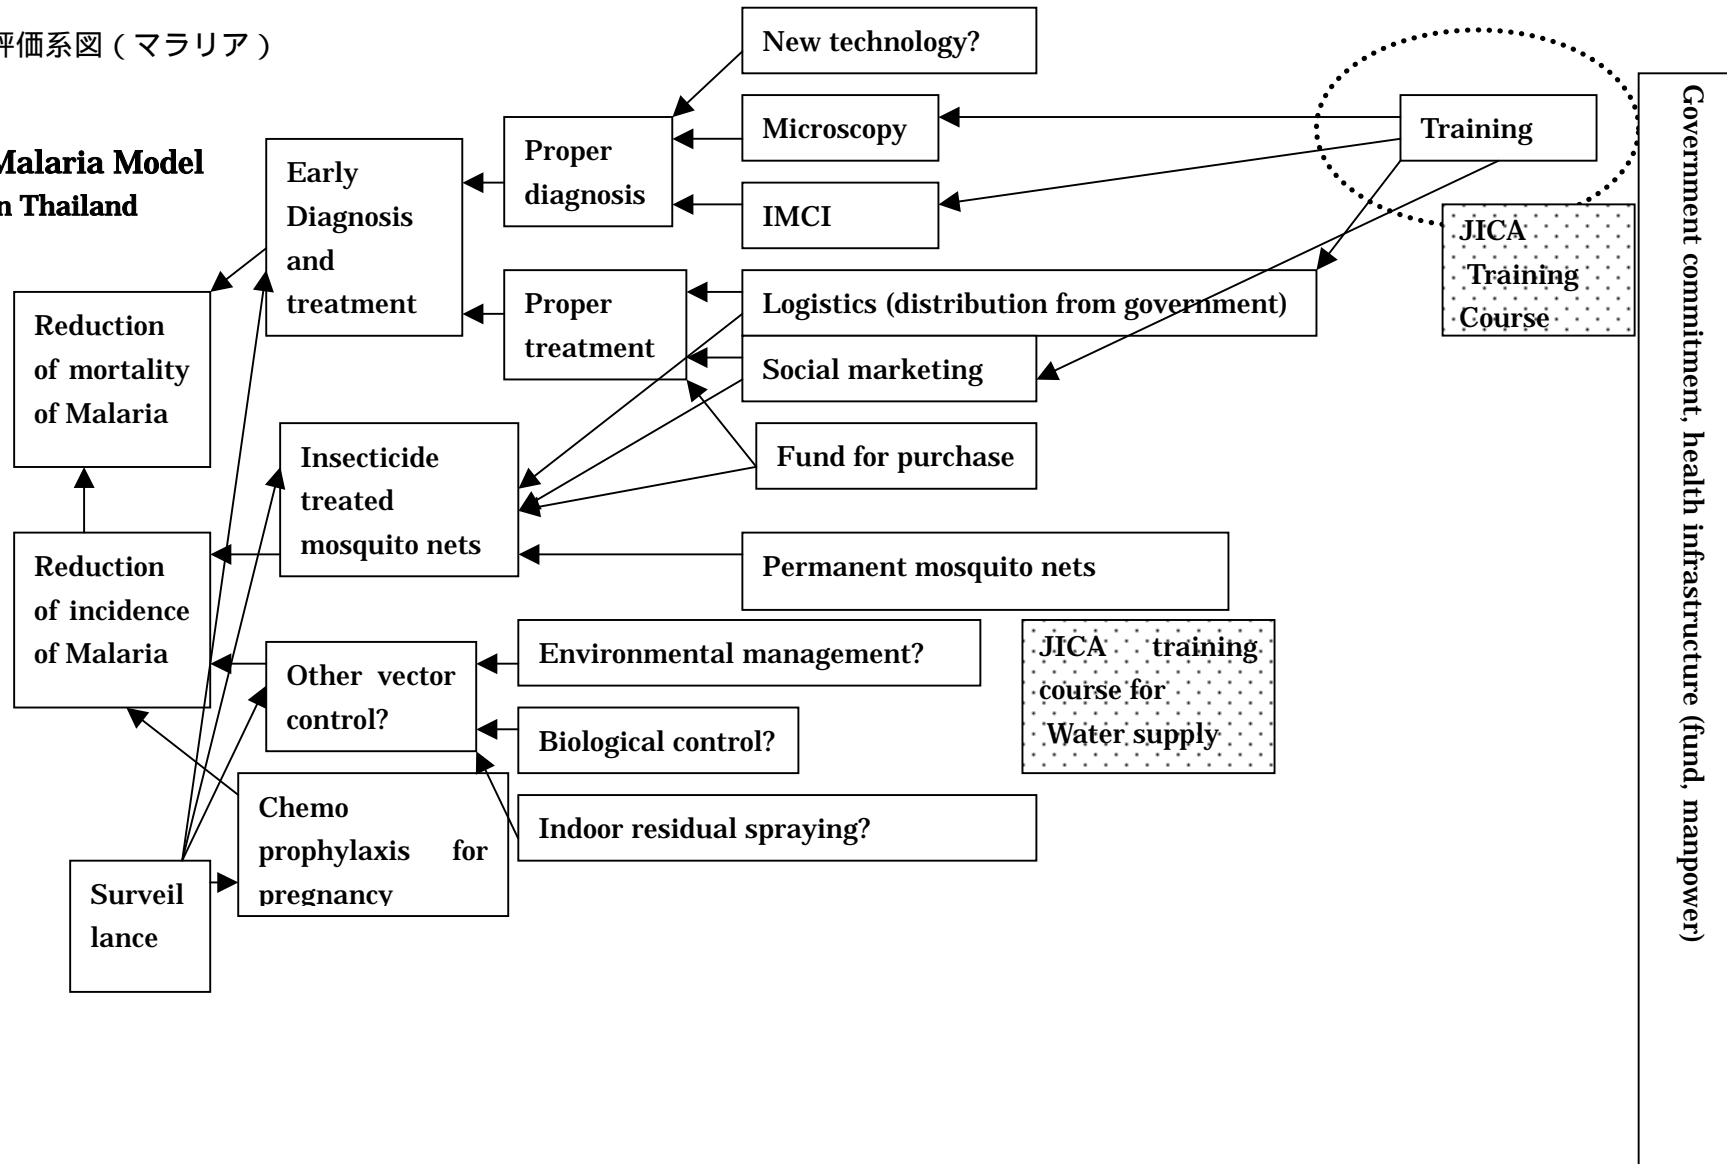 評価系図（マラリア）
Malaria Model
n Thailand
New technology?
Microscopy
IMCI
Training
JICA
Training
Course
Government commitment, health infrastructure (fund, manpower)
Early
Diagnosis
and
treatment
Proper
diagnosis
Proper
treatment
Logistics (distribution from government)
Social marketing
Fund for purchase
Reduction
of mortality
of Malaria
Insecticide
treated
mosquito nets
Permanent mosquito nets
Reduction
of incidence
of Malaria
Other vector
control?
Environmental management?
Biological control?
Indoor residual spraying?
JICA training
course for
Water supply
Chemo
prophylaxis for
pregnancy
Surveil
lance